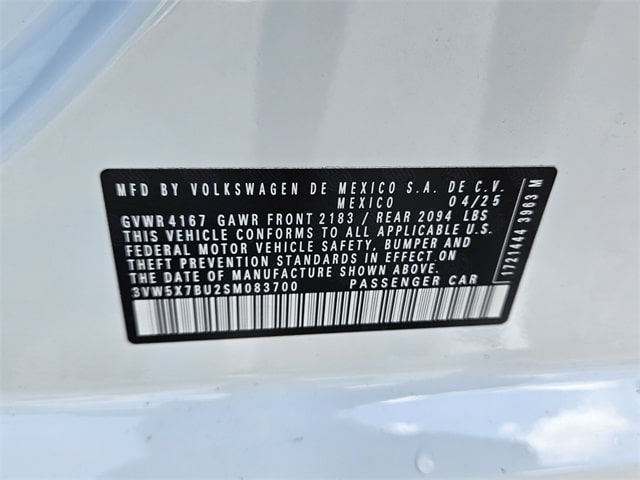 MFD BY VOLKSWAGEN DE MEXICO S.A. DE C.V.
MEXICO 04/25
GVWR 4167 GAWR FRONT 2183 / REAR 2094 LBS
THIS VEHICLE CONFORMS TO ALL APPLICABLE U.S.
FEDERAL MOTOR VEHICLE SAFETY, BUMPER AND
THEFT PREVENTION STANDARDS IN EFFECT ON
THE DATE OF MANUFACTURE SHOWN ABOVE.
3VW5X7BU2SM083700 PASSENGER CAR
1721444 3963 M